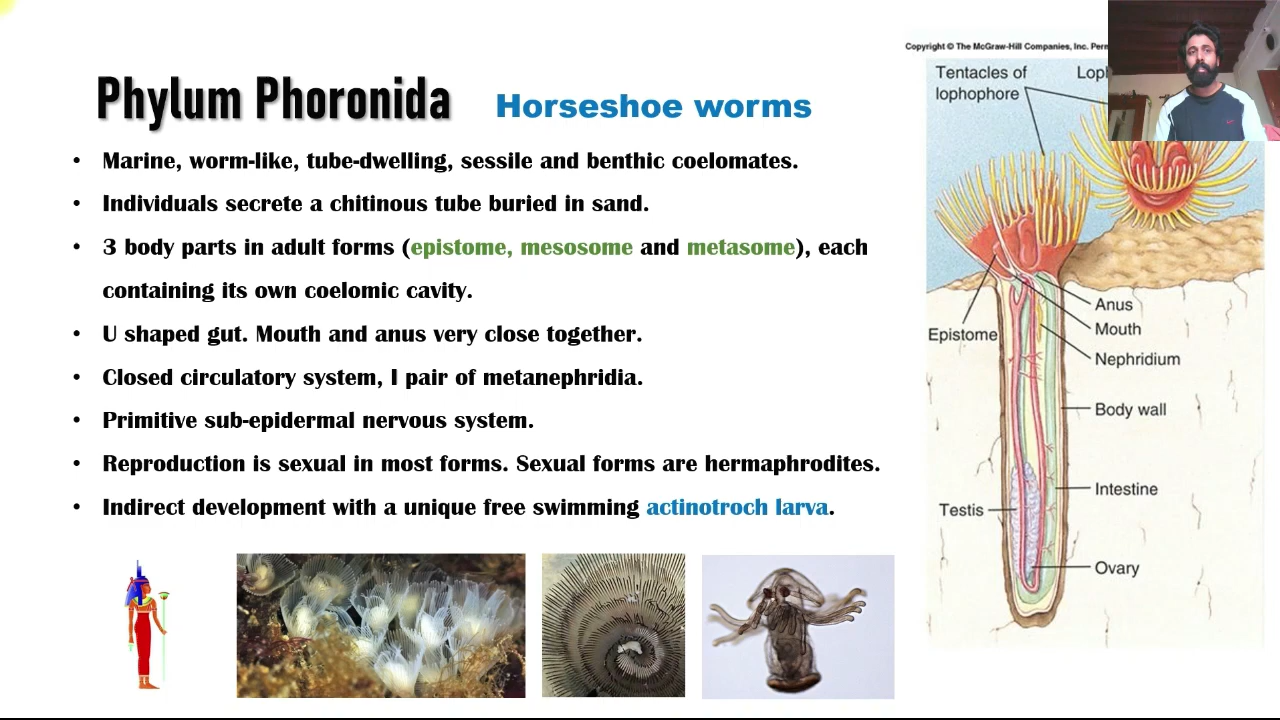 Copyright © The McGraw-Hill Companies, Inc.
Phylum Phoronida
Horseshoe worms
• Marine, worm-like, tube-dwelling, sessile and benthic coelomates.
• Individuals secrete a chitinous tube buried in sand.
• 3 body parts in adult forms (epistome, mesosome and metasome), each
containing its own coelomic cavity.
• U shaped gut. Mouth and anus very close together.
• Closed circulatory system, 1 pair of metanephridia.
• Primitive sub-epidermal nervous system.
• Reproduction is sexual in most forms. Sexual forms are hermaphrodites.
• Indirect development with a unique free swimming actinotroch larva.
Tentacles of
lophophore
Epistome
Anus
Mouth
Nephridium
Body wall
Intestine
Testis
Ovary